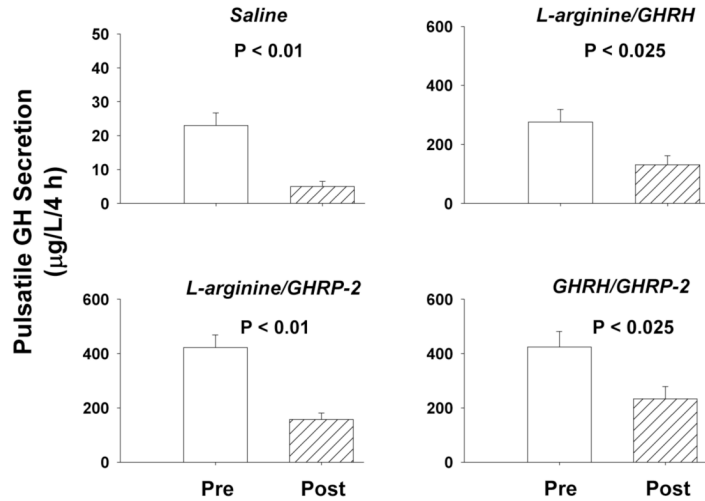 Pulsatile GH Secretion
(μg/L/4 h)
Saline
P < 0.01
50
40
30
20
10
0
L-arginine/GHRH
P < 0.025
600
400
200
0
L-arginine/GHRP-2
P < 0.01
600
400
200
0
Pre
Post
GHRH/GHRP-2
P < 0.025
600
400
200
0
Pre
Post